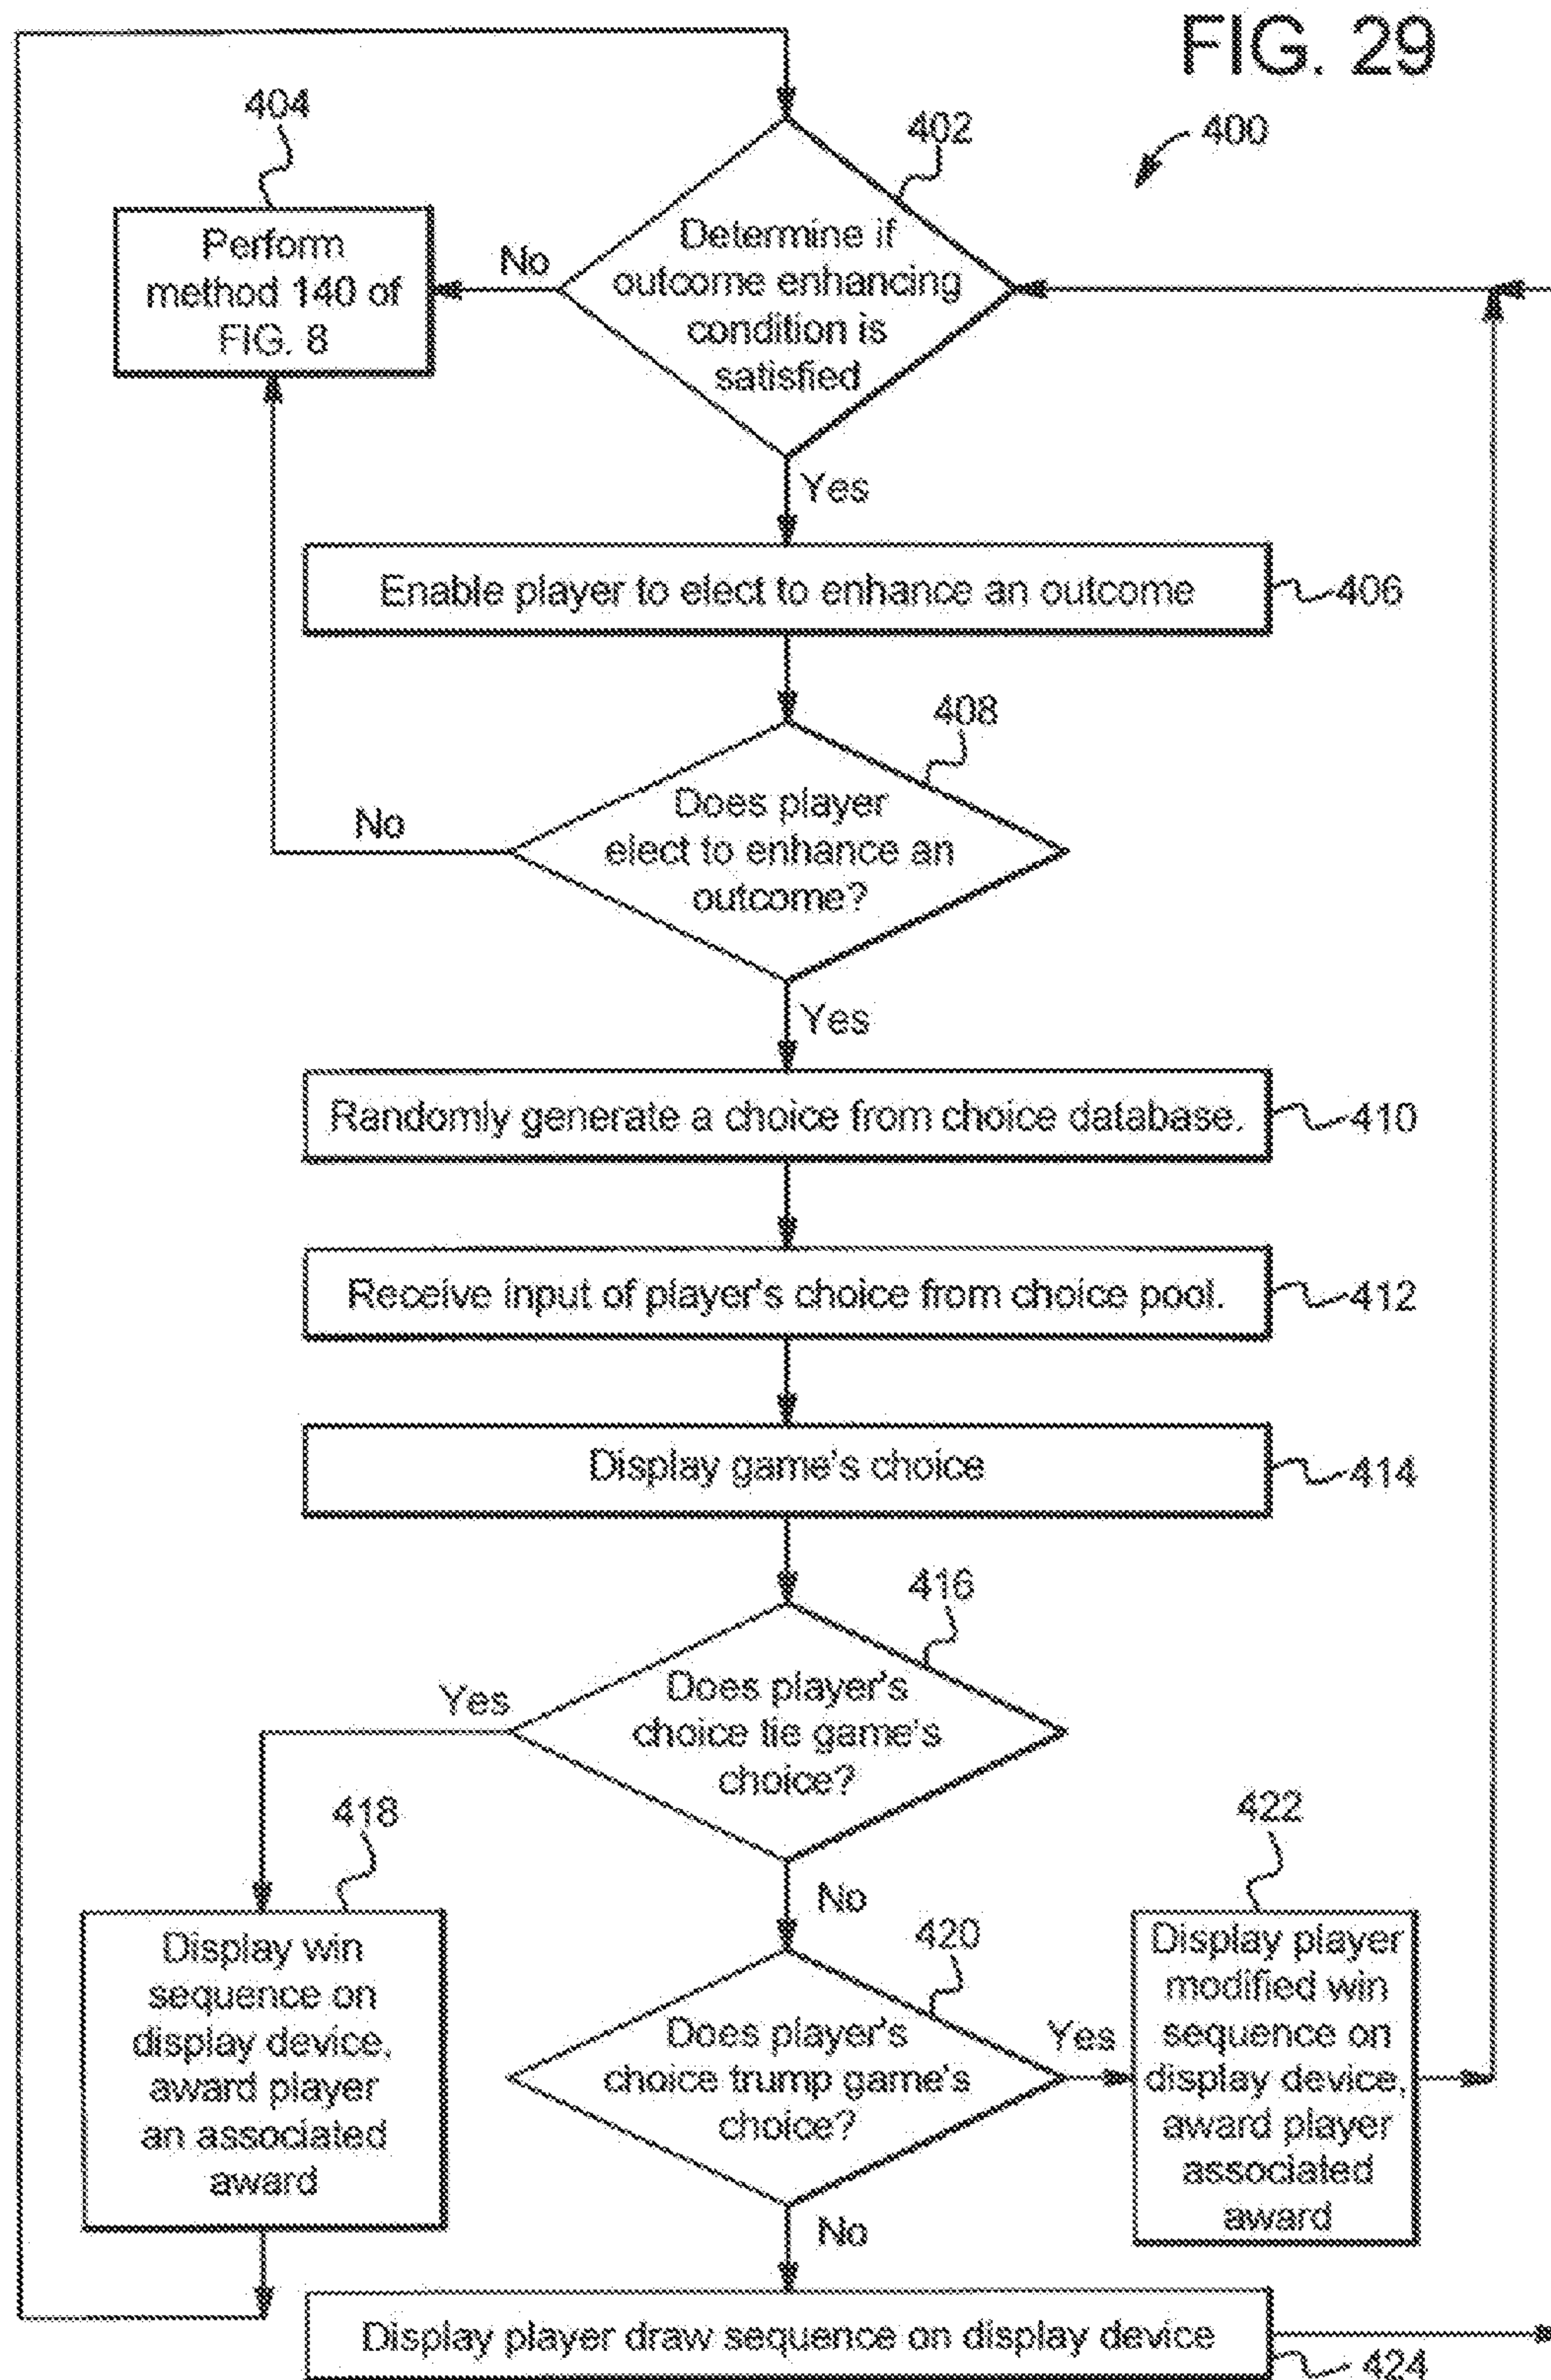 FIG. 29
400
402
404
Determine if
outcome enhancing
condition is
satisfied
No
Perform
method 140 of
FIG. 8
Yes
Enable player to elect to enhance an outcome
406
408
Does player
elect to enhance an
outcome?
No
Yes
Randomly generate a choice from choice database.
410
Receive input of player's choice from choice pool.
412
Display game's choice
414
416
Does player's
choice tie game's
choice?
Yes
No
418
Display win
sequence on
display device,
award player
an associated
award
420
Does player's
choice trump game's
choice?
Yes
No
422
Display player
modified win
sequence on
display device,
award player
associated
award
Display player draw sequence on display device
424